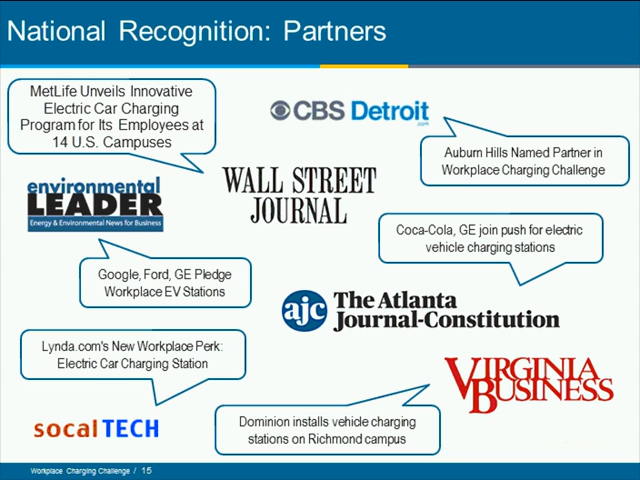 National Recognition: Partners
MetLife Unveils Innovative
Electric Car Charging
Program for Its Employees at
14 U.S. Campuses
CBS Detroit
.com
Auburn Hills Named Partner in
Workplace Charging Challenge
environmental
LEADER
Energy & Environmental News for Business
WALL STREET
JOURNAL
Coca-Cola, GE join push for electric
vehicle charging stations
Google, Ford, GE Pledge
Workplace EV Stations
ajc
The Atlanta
Journal-Constitution
Lynda.com's New Workplace Perk:
Electric Car Charging Station
VIRGINIA
BUSINESS
socalTECH
Dominion installs vehicle charging
stations on Richmond campus
Workplace Charging Challenge / 15